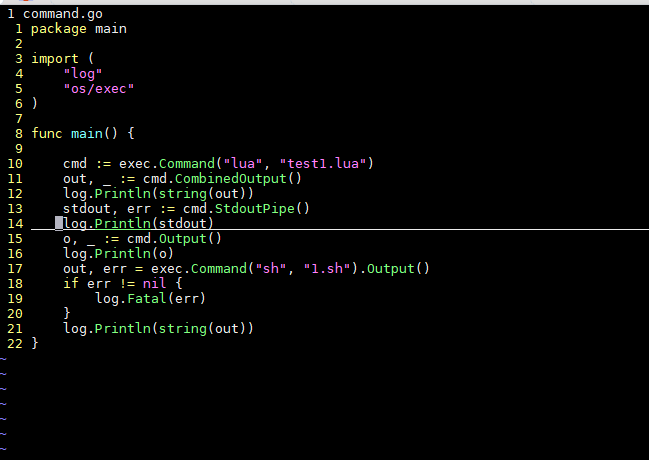 1 command.go
1 package main
2
3 import (
4     "log"
5     "os/exec"
6 )
7
8 func main() {
9
10     cmd := exec.Command("lua", "test1.lua")
11     out, _ := cmd.CombinedOutput()
12     log.Println(string(out))
13     stdout, err := cmd.StdoutPipe()
14     log.Println(stdout)
15     o, _ := cmd.Output()
16     log.Println(o)
17     out, err = exec.Command("sh", "1.sh").Output()
18     if err != nil {
19         log.Fatal(err)
20     }
21     log.Println(string(out))
22 }
~
~
~
~
~
~
~